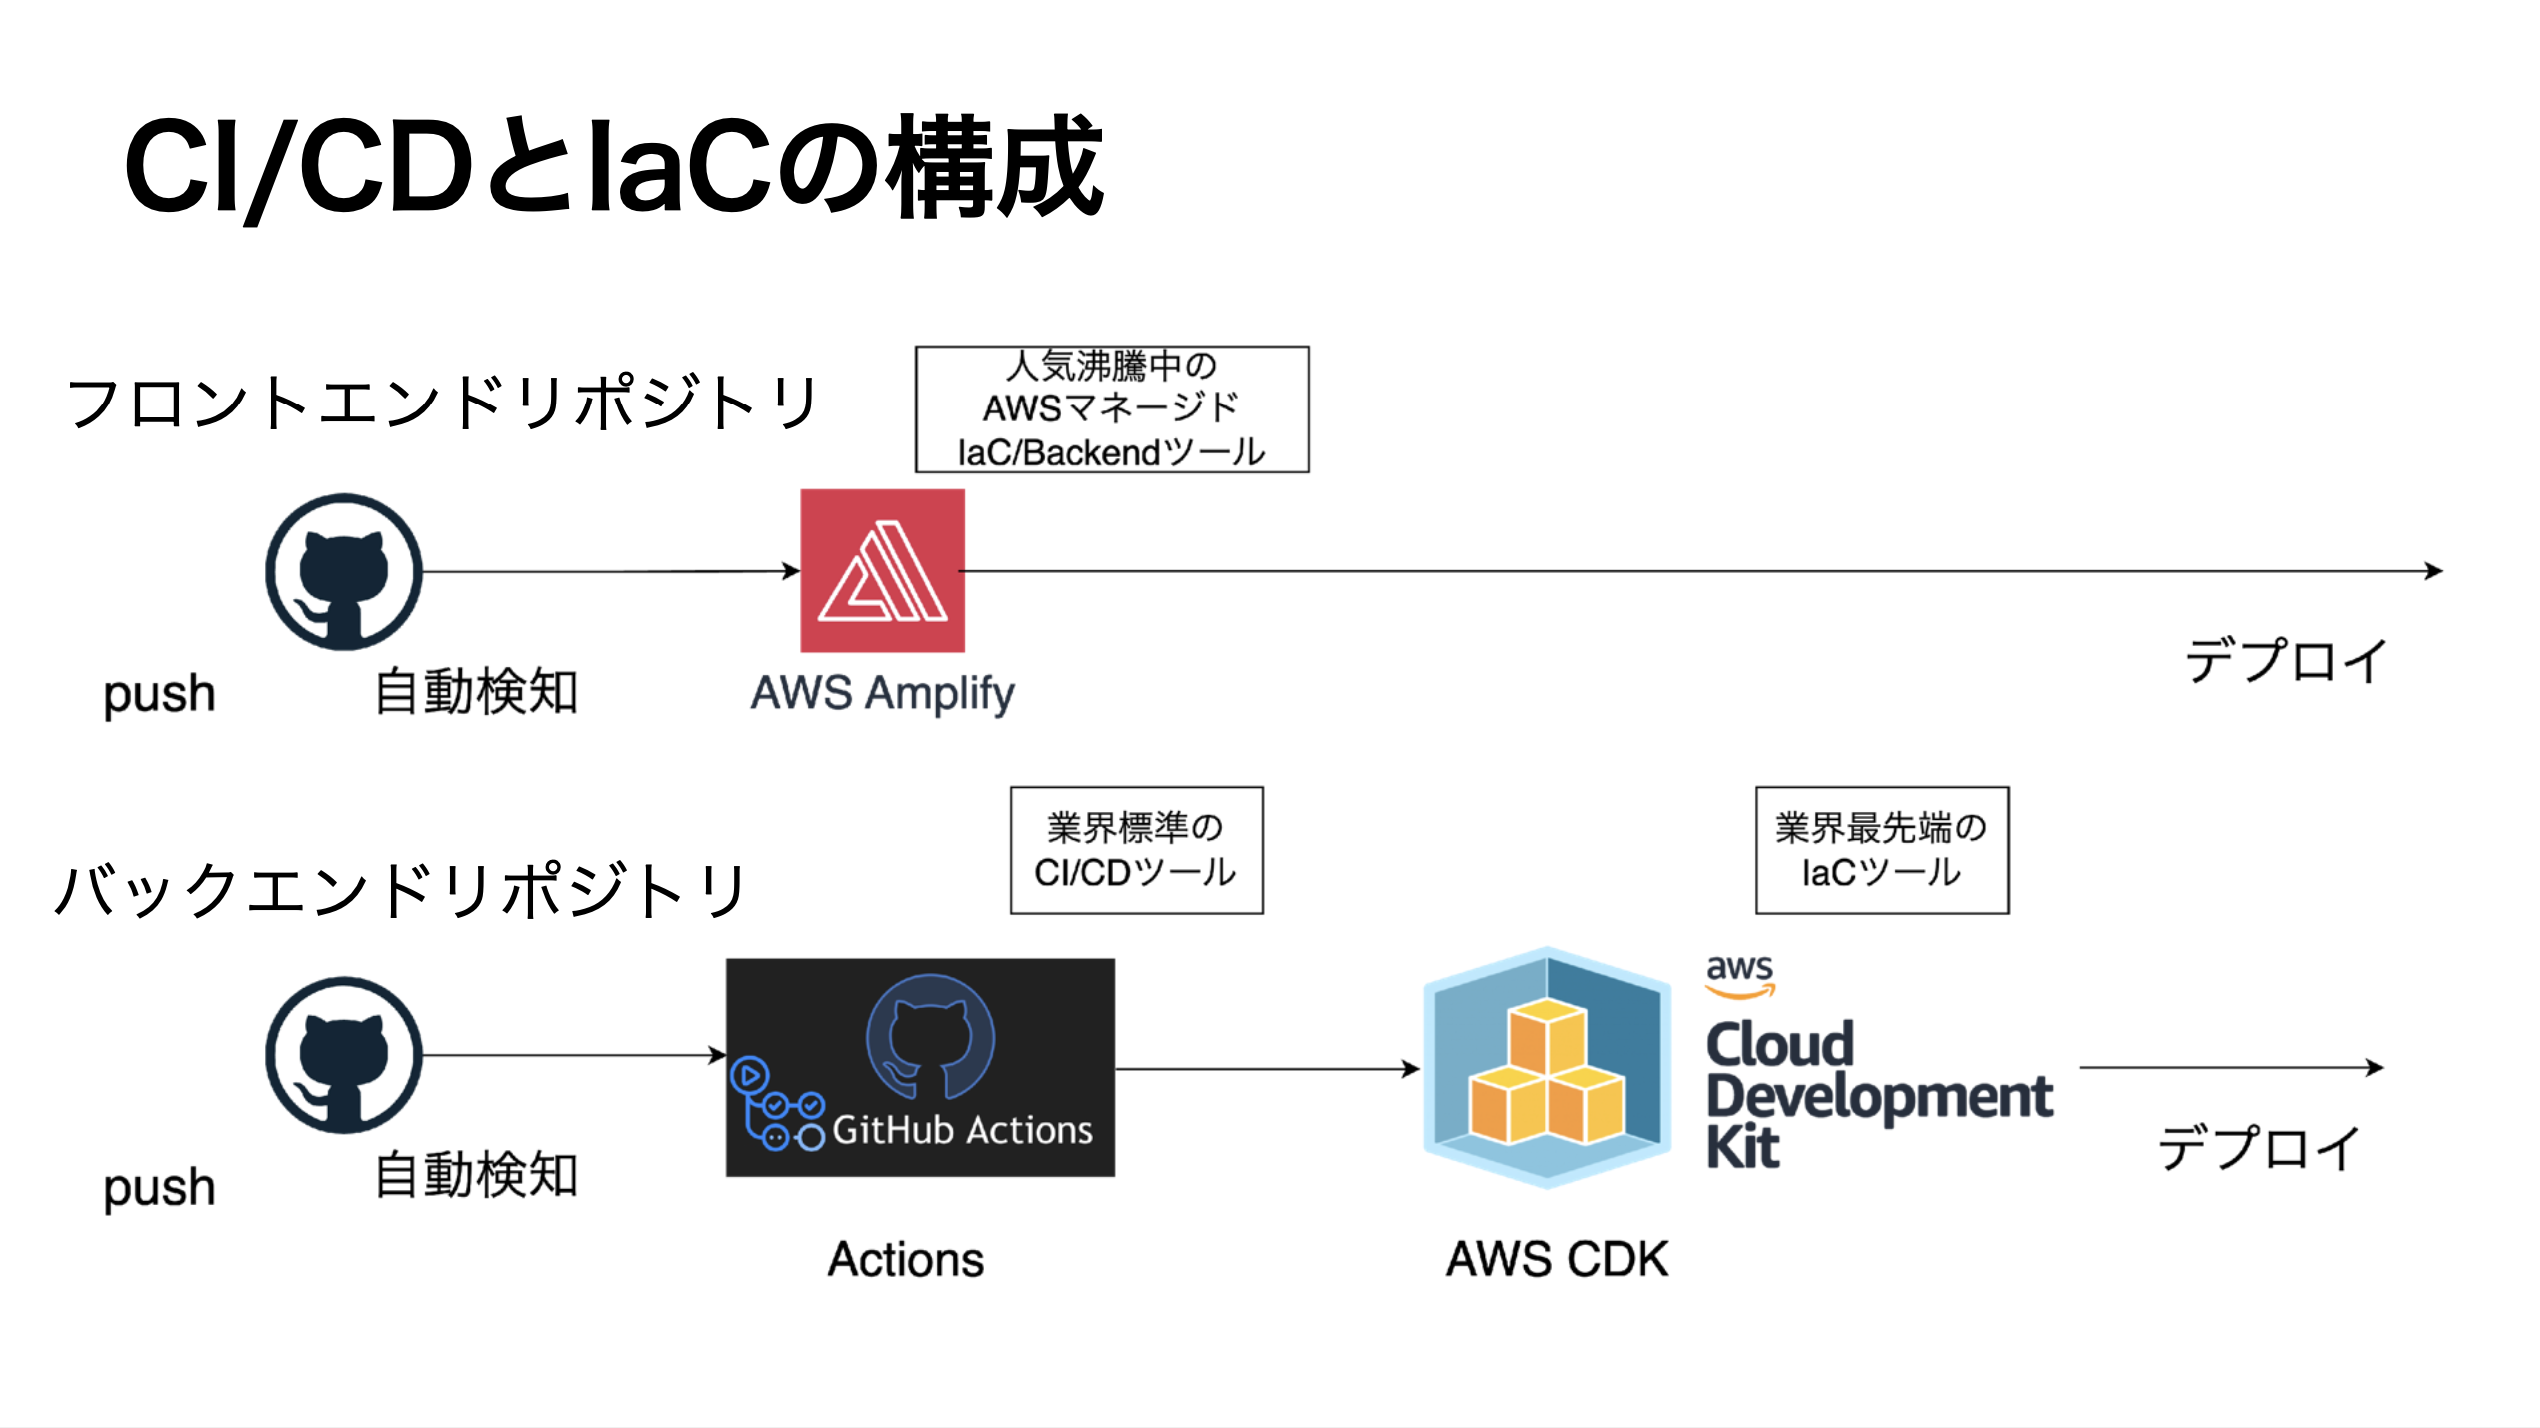 CI/CDとIaCの構成
フロントエンドリポジトリ
人気沸騰中の
AWSマネージド
IaC/Backendツール
push
自動検知
AWS Amplify
デプロイ
バックエンドリポジトリ
業界標準の
CI/CDツール
業界最先端の
IaCツール
push
自動検知
GitHub Actions
Actions
aws
Cloud
Development
Kit
AWS CDK
デプロイ